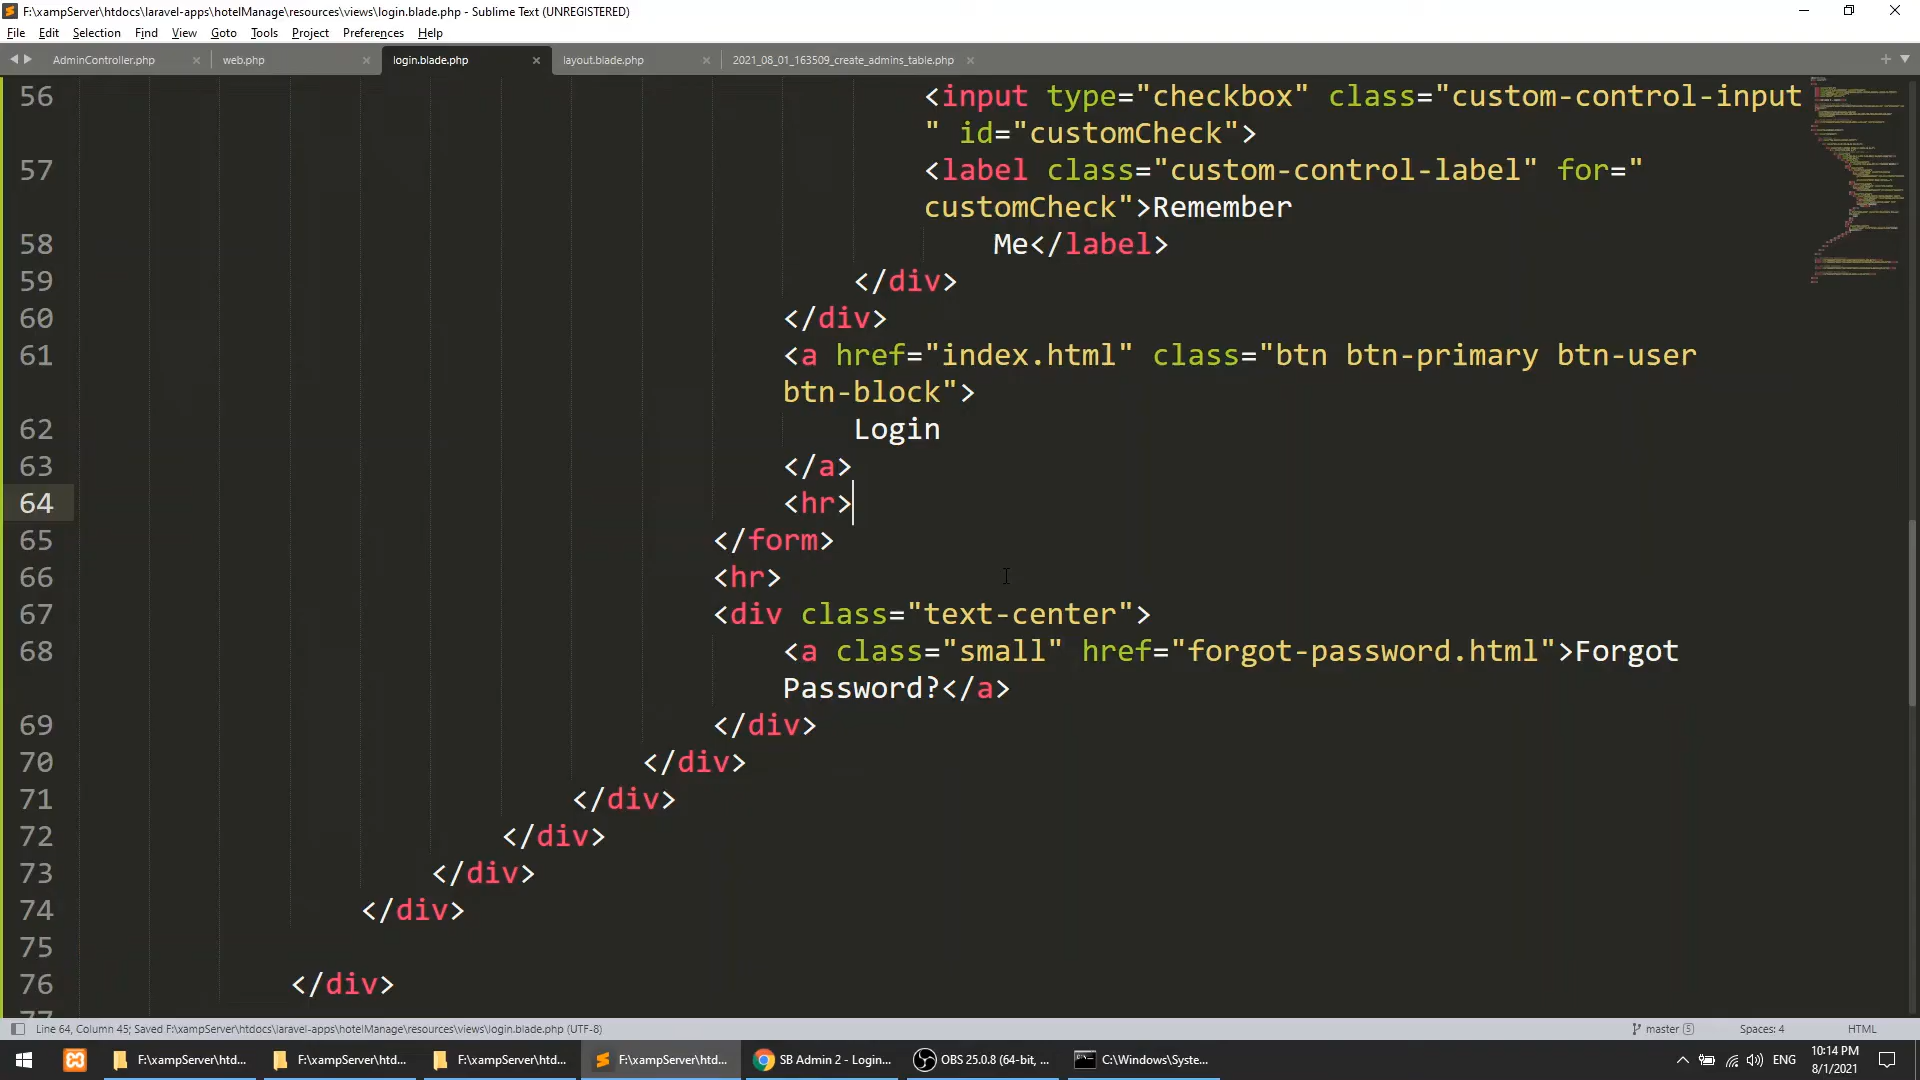 F:\xampServer\htdocs\laravel-apps\hotelManage\resources\views\login.blade.php - Sublime Text (UNREGISTERED)
File Edit Selection Find View Goto Tools Project Preferences Help
AdminController.php × web.php × login.blade.php × layout.blade.php × 2021_08_01_163509_create_admins_table.php ×
56 <input type="checkbox" class="custom-control-input
" id="customCheck">
57 <label class="custom-control-label" for="
customCheck">Remember
58 Me</label>
59 </div>
60 </div>
61 <a href="index.html" class="btn btn-primary btn-user
btn-block">
62 Login
63 </a>
64 <hr>
65 </form>
66 <hr>
67 <div class="text-center">
68 <a class="small" href="forgot-password.html">Forgot
Password?</a>
69 </div>
70 </div>
71 </div>
72 </div>
73 </div>
74 </div>
75
76 </div>
77
Line 64, Column 45; Saved F:\xampServer\htdocs\laravel-apps\hotelManage\resources\views\login.blade.php (UTF-8) master 5 Spaces: 4 HTML
F:\xampServer\htd... F:\xampServer\htd... F:\xampServer\htd... F:\xampServer\htd... SB Admin 2 - Login... OBS 25.0.8 (64-bit, ... C:\Windows\Syste... ENG 10:14 PM
8/1/2021